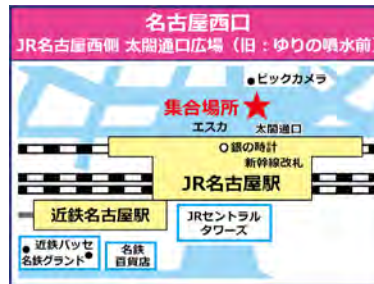 名古屋西口
JR名古屋西側 太閤通口広場（旧：ゆりの噴水前）
ビックカメラ
集合場所
エスカ
太閤通口
銀の時計
新幹線改札
JR名古屋駅
近鉄名古屋駅
JRセントラル
タワーズ
近鉄パッセ
名鉄グランド
名鉄
百貨店